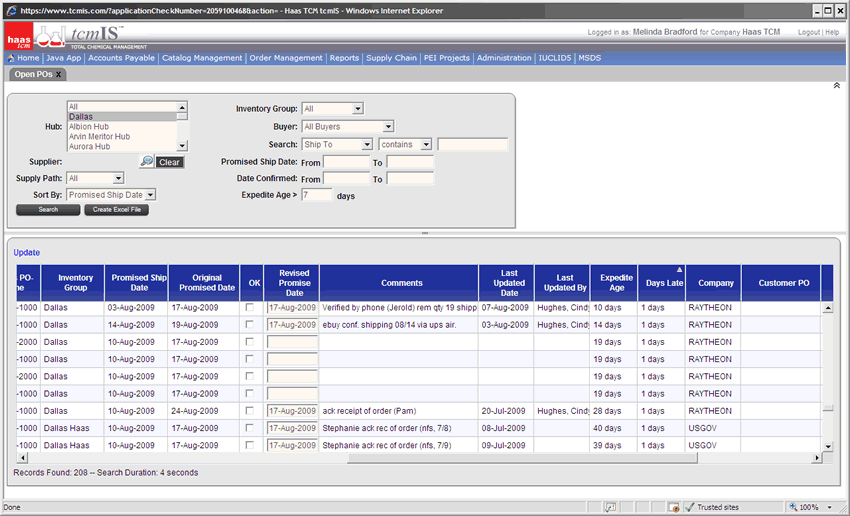 https://www.tcmis.com/?applicationCheckNumber=2059100468&action= - Haas TCM tcmIS - Windows Internet Explorer
haas tcm
tcmIS™
TOTAL CHEMICAL MANAGEMENT
Logged in as: Melinda Bradford for Company Haas TCM
Logout | Help
Home | Java App | Accounts Payable | Catalog Management | Order Management | Reports | Supply Chain | PEI Projects | Administration | IUCLIDS | MSDS
Open POs X
Hub:
All
Dallas
Albion Hub
Arvin Meritor Hub
Aurora Hub
Inventory Group: All
Buyer: All Buyers
Search: Ship To contains
Supplier: Clear
Promised Ship Date: From To
Supply Path: All
Date Confirmed: From To
Sort By: Promised Ship Date
Expedite Age > 7 days
Search Create Excel File
Update
PO- Inventory Group Promised Ship Date Original Promised Date OK Revised Promise Date Comments Last Updated Date Last Updated By Expedite Age Days Late Company Customer PO
-1000 Dallas 03-Aug-2009 17-Aug-2009 17-Aug-2009 Verified by phone (Jerold) rem qty 19 shipp 07-Aug-2009 Hughes, Cindy 10 days 1 days RAYTHEON
-1000 Dallas 14-Aug-2009 19-Aug-2009 17-Aug-2009 ebuy conf. shipping 08/14 via ups air. 03-Aug-2009 Hughes, Cindy 14 days 1 days RAYTHEON
-2000 Dallas 10-Aug-2009 17-Aug-2009 19 days 1 days RAYTHEON
-1000 Dallas 10-Aug-2009 17-Aug-2009 19 days 1 days RAYTHEON
-2000 Dallas 10-Aug-2009 17-Aug-2009 19 days 1 days RAYTHEON
-1000 Dallas 10-Aug-2009 17-Aug-2009 19 days 1 days RAYTHEON
-1000 Dallas 10-Aug-2009 24-Aug-2009 17-Aug-2009 ack receipt of order (Pam) 20-Jul-2009 Hughes, Cindy 28 days 1 days RAYTHEON
-1000 Dallas Haas 10-Aug-2009 17-Aug-2009 17-Aug-2009 Stephanie ack rec of order (nfs, 7/8) 08-Jul-2009 40 days 1 days USGOV
-1000 Dallas Haas 10-Aug-2009 17-Aug-2009 17-Aug-2009 Stephanie ack rec of order (nfs, 7/9) 09-Jul-2009 39 days 1 days USGOV
Records Found: 208 -- Search Duration: 4 seconds
Done
Trusted sites
100%